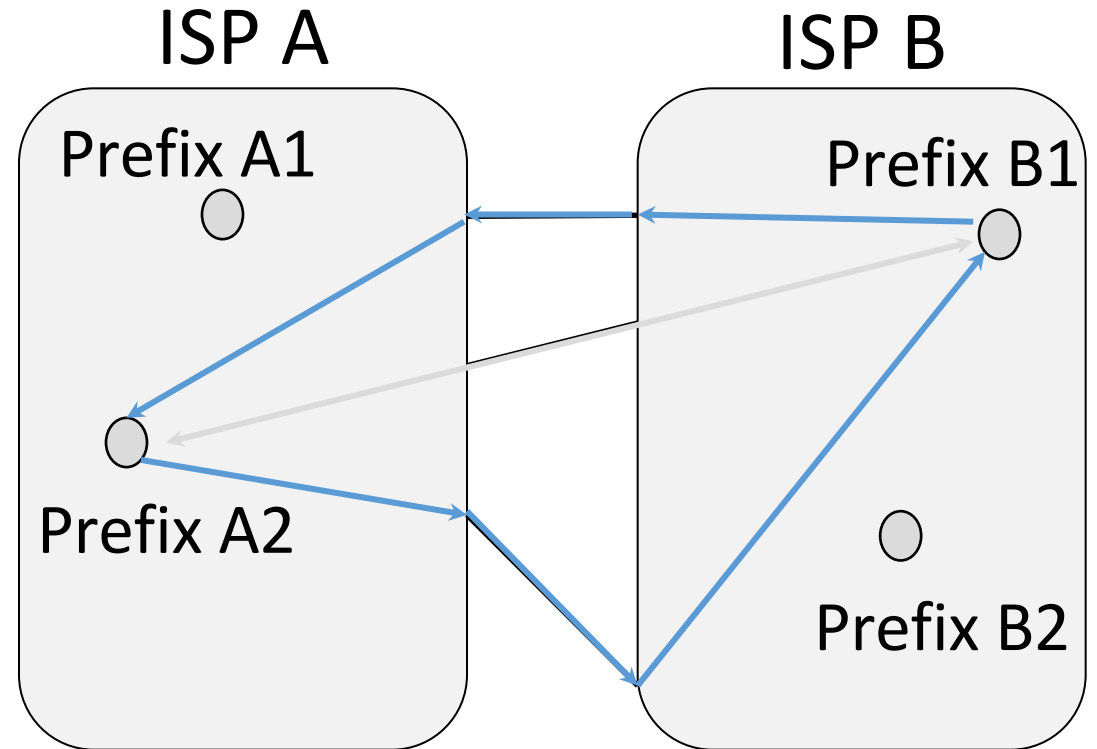 ISP A
ISP B
Prefix A1
Prefix B1
Prefix A2
Prefix B2